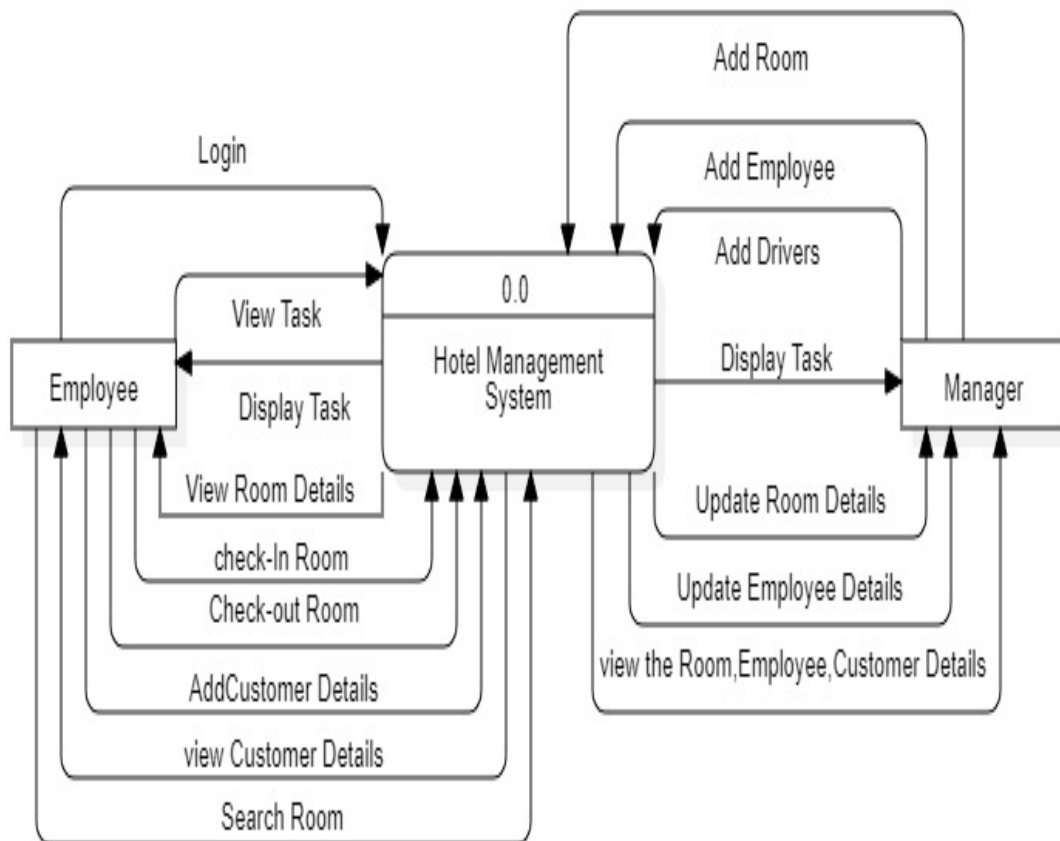 Add Room
Login
Add Employee
Add Drivers
0.0
View Task
Hotel Management
System
Display Task
Employee
Manager
Display Task
View Room Details
Update Room Details
check-In Room
Update Employee Details
Check-out Room
view the Room,Employee,Customer Details
AddCustomer Details
view Customer Details
Search Room